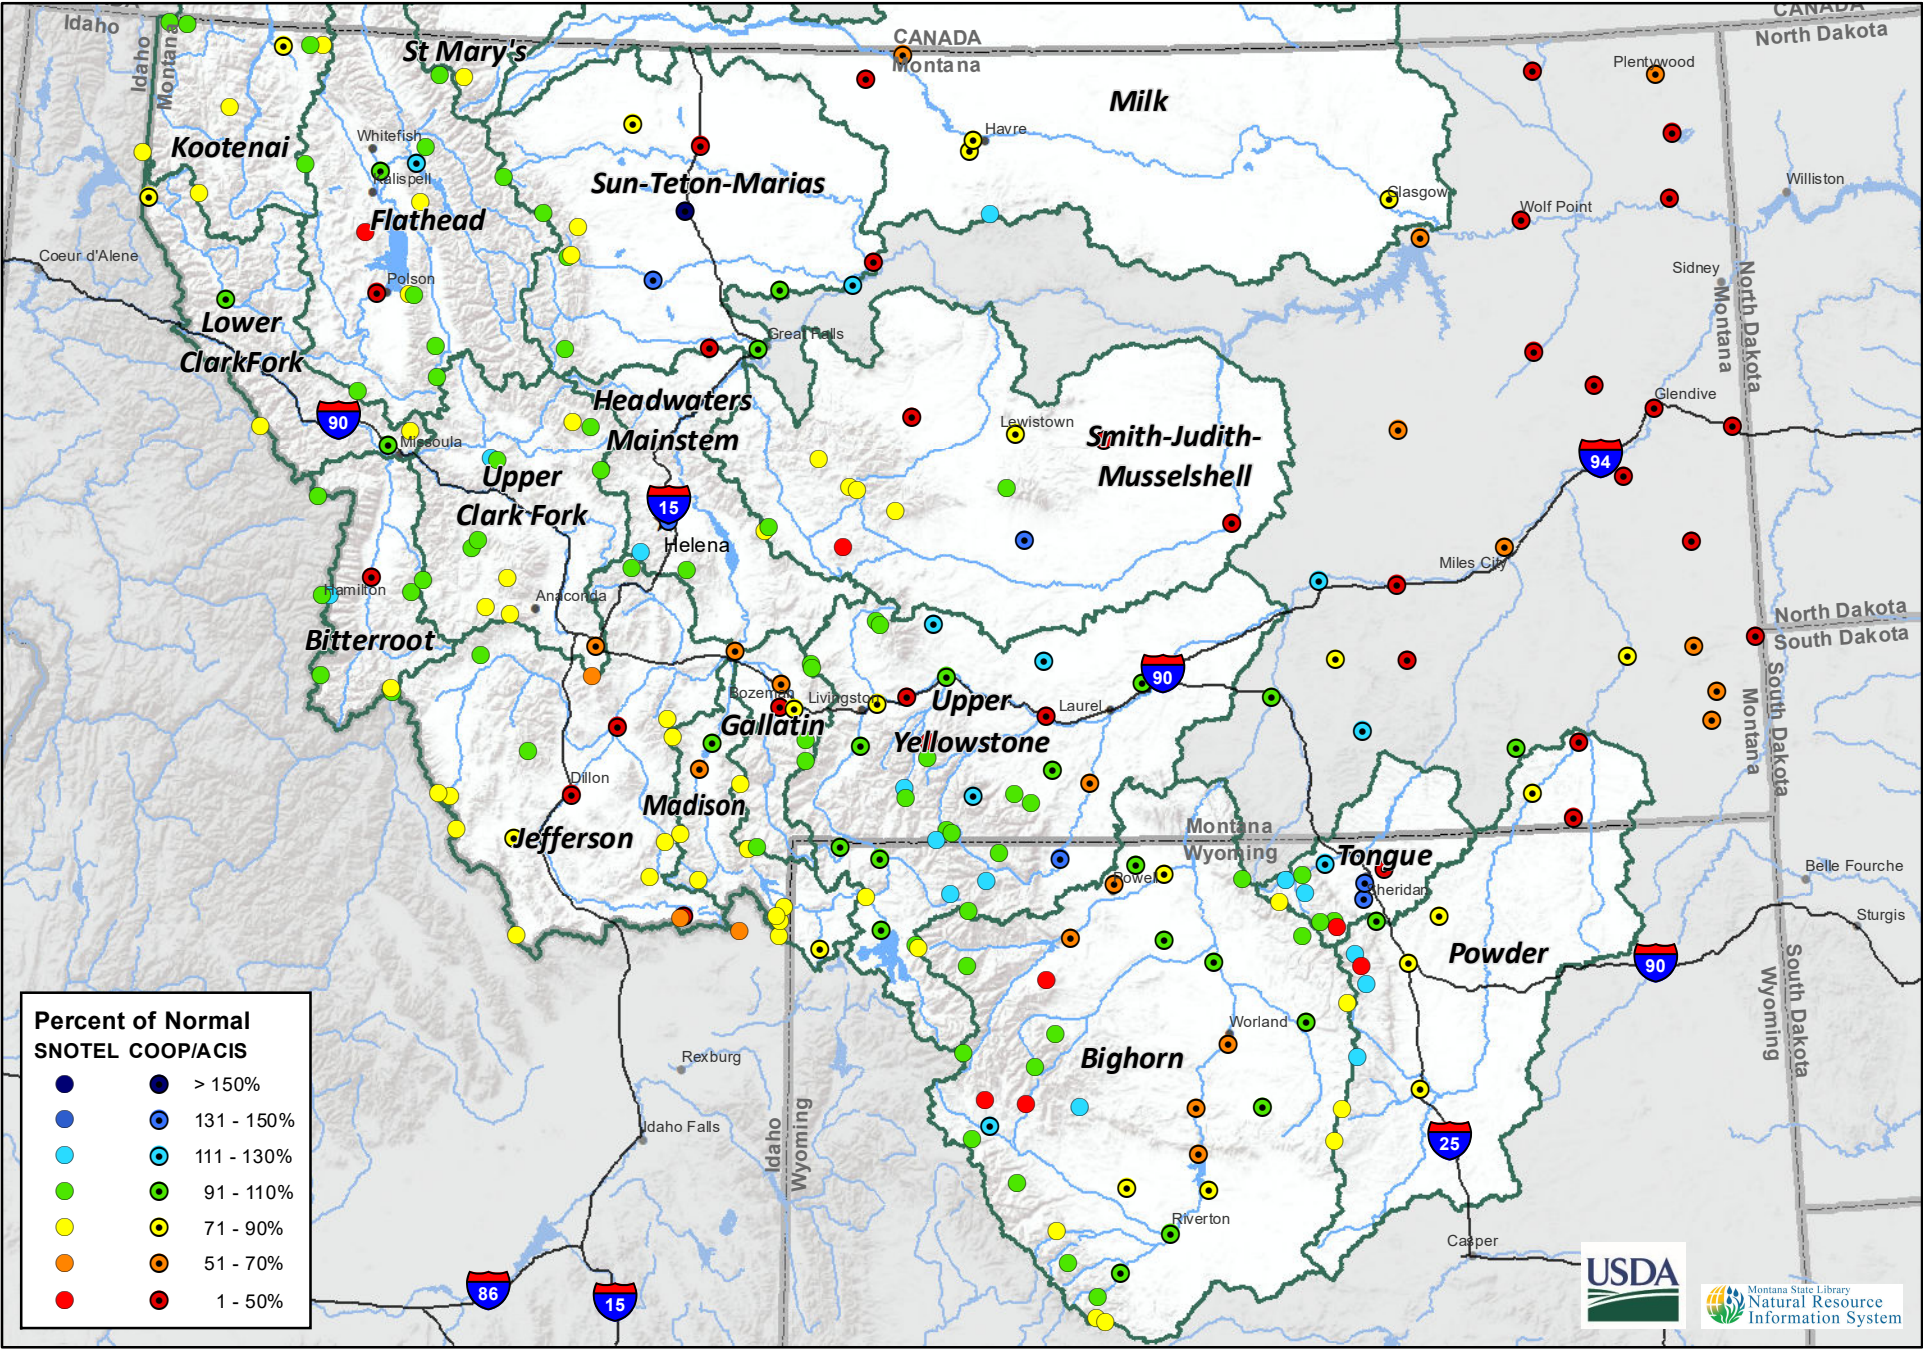 CANADA
Idaho
Idaho
Montana
St Mary's
CANADA
Montana
CANADA
North Dakota
Plentywood
Milk
Havre
Whitefish
Kootenai
Kalispell
Sun-Teton-Marias
Glasgow
Wolf Point
Williston
Flathead
Coeur d'Alene
Polson
Sidney
Montana
North Dakota
Lower
ClarkFork
Great Falls
Headwaters
Mainstem
Lewistown
Smith-Judith-
Musselshell
Glendive
90
94
Missoula
Upper
Clark Fork
15
Helena
Miles City
Hamilton
Anaconda
Bitterroot
North Dakota
South Dakota
Bozeman
Livingston
Gallatin
Upper
Yellowstone
Laurel
90
Montana
South Dakota
Dillon
Madison
Jefferson
Montana
Wyoming
Tongue
Powell
Sheridan
Belle Fourche
Sturgis
Powder
90
Wyoming
South Dakota
Worland
Bighorn
Rexburg
Idaho Falls
Idaho
Wyoming
25
Riverton
Casper
86
15
Percent of Normal
SNOTEL COOP/ACIS
> 150%
131 - 150%
111 - 130%
91 - 110%
71 - 90%
51 - 70%
1 - 50%
USDA
Montana State Library
Natural Resource
Information System